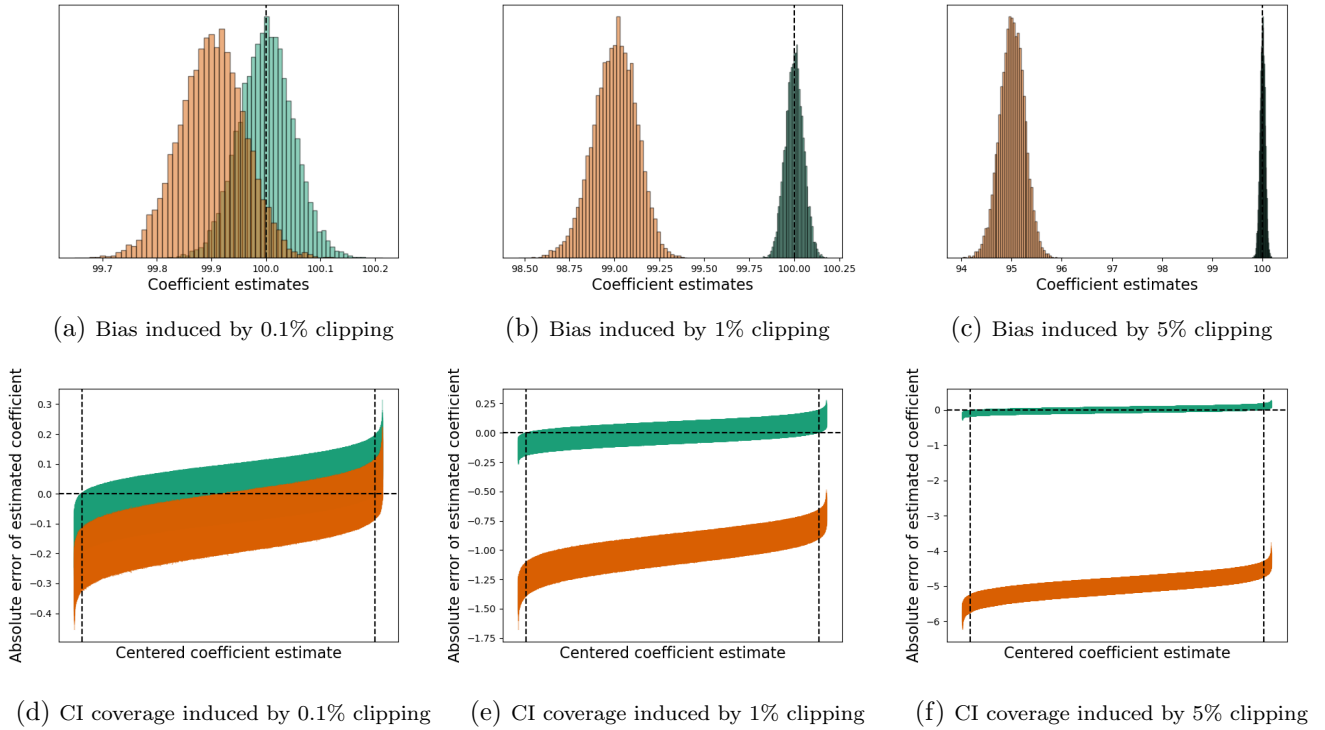 99.7 99.8 99.9 100.0 100.1 100.2
Coefficient estimates
(a) Bias induced by 0.1% clipping
98.50 98.75 99.00 99.25 99.50 99.75 100.00 100.25
Coefficient estimates
(b) Bias induced by 1% clipping
94 95 96 97 98 99 100
Coefficient estimates
(c) Bias induced by 5% clipping
Absolute error of estimated coefficient
0.3
0.2
0.1
0.0
−0.1
−0.2
−0.3
−0.4
Centered coefficient estimate
(d) CI coverage induced by 0.1% clipping
Absolute error of estimated coefficient
0.25
0.00
−0.25
−0.50
−0.75
−1.00
−1.25
−1.50
−1.75
Centered coefficient estimate
(e) CI coverage induced by 1% clipping
Absolute error of estimated coefficient
0
−1
−2
−3
−4
−5
−6
Centered coefficient estimate
(f) CI coverage induced by 5% clipping